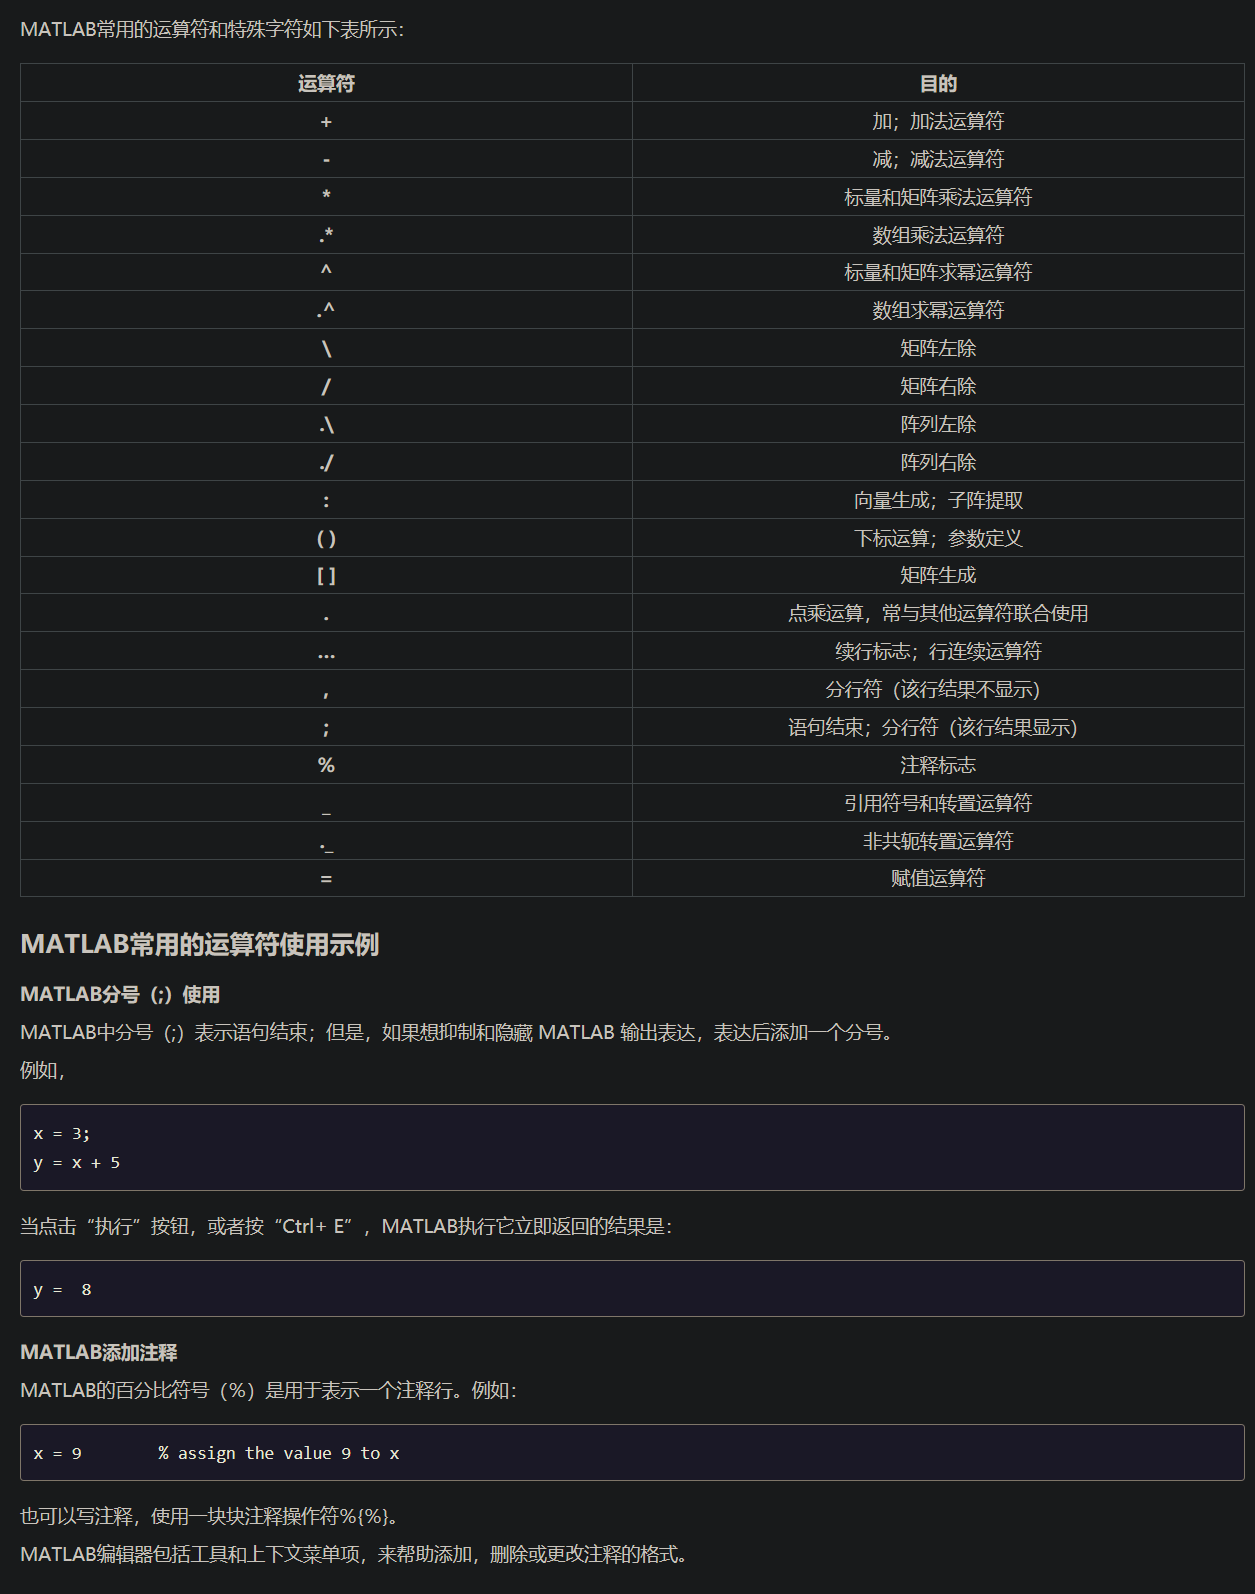 MATLAB常用的运算符和特殊字符如下表所示：
运算符 目的
+ 加；加法运算符
- 减；减法运算符
* 标量和矩阵乘法运算符
.* 数组乘法运算符
^ 标量和矩阵求幂运算符
.^ 数组求幂运算符
\ 矩阵左除
/ 矩阵右除
.\ 阵列左除
./ 阵列右除
: 向量生成；子阵提取
( ) 下标运算；参数定义
[ ] 矩阵生成
. 点乘运算，常与其他运算符联合使用
… 续行标志；行连续运算符
, 分行符（该行结果不显示）
; 语句结束；分行符（该行结果显示）
% 注释标志
_ 引用符号和转置运算符
._ 非共轭转置运算符
= 赋值运算符
MATLAB常用的运算符使用示例
MATLAB分号（;）使用
MATLAB中分号（;）表示语句结束；但是，如果想抑制和隐藏 MATLAB 输出表达，表达后添加一个分号。
例如，
x = 3;
y = x + 5
当点击“执行”按钮，或者按“Ctrl+ E”，MATLAB执行它立即返回的结果是：
y =  8
MATLAB添加注释
MATLAB的百分比符号（%）是用于表示一个注释行。例如：
x = 9        % assign the value 9 to x
也可以写注释，使用一块块注释操作符%{%}。
MATLAB编辑器包括工具和上下文菜单项，来帮助添加，删除或更改注释的格式。